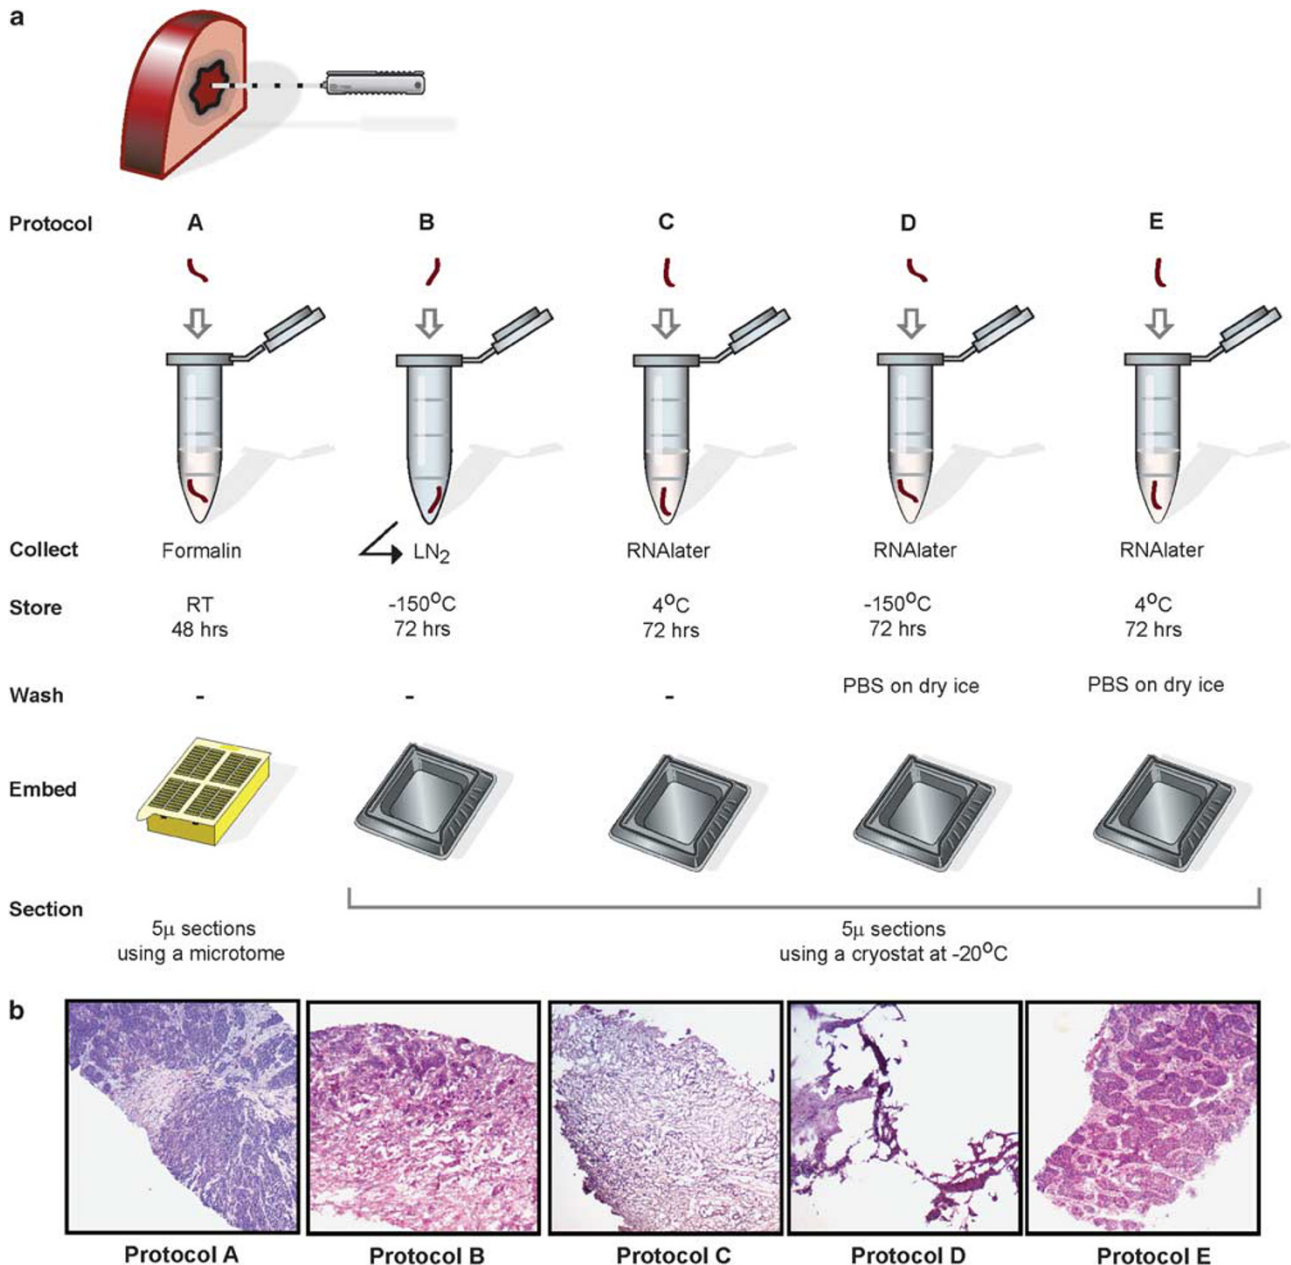 a
Protocol A B C D E
Collect Formalin LN2 RNAlater RNAlater RNAlater
Store RT -150°C 4°C -150°C 4°C
48 hrs 72 hrs 72 hrs 72 hrs 72 hrs
Wash - - - PBS on dry ice PBS on dry ice
Embed
Section
5µ sections
using a microtome
5µ sections
using a cryostat at -20°C
b
Protocol A Protocol B Protocol C Protocol D Protocol E